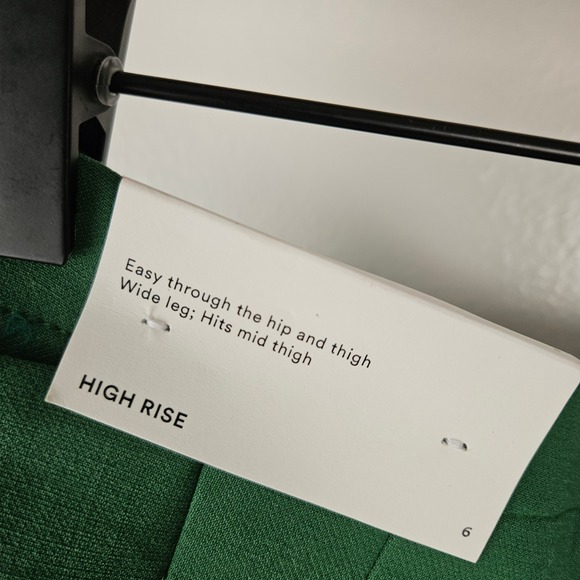 Easy through the hip and thigh
Wide leg; Hits mid thigh
HIGH RISE
6